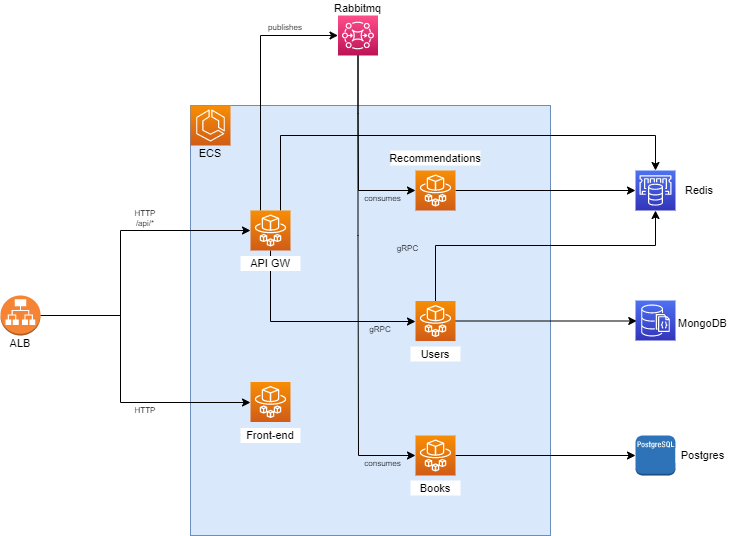 Rabbitmq
publishes
ECS
Recommendations
consumes
Redis
HTTP
/api/*
API GW
gRPC
gRPC
ALB
Users
MongoDB
HTTP
Front-end
consumes
Books
PostgreSQL
Postgres